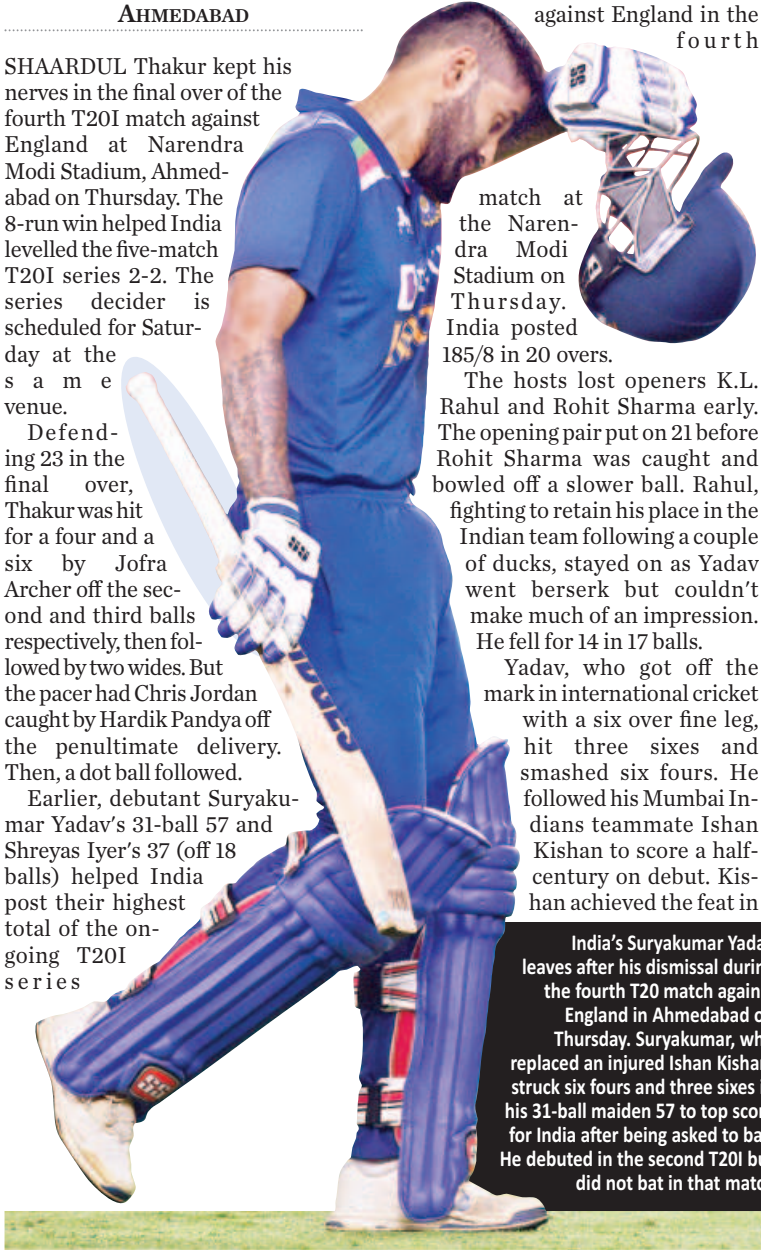 AHMEDABAD
SHAARDUL Thakur kept his
nerves in the final over of the
fourth T20I match against
England at Narendra
Modi Stadium, Ahmed-
abad on Thursday. The
8-run win helped India
levelled the five-match
T20I series 2-2. The
series decider is
scheduled for Satur-
day at the
same
venue.
Defend-
ing 23 in the
final over,
Thakur was hit
for a four and a
six by Jofra
Archer off the sec-
ond and third balls
respectively, then fol-
lowed by two wides. But
the pacer had Chris Jordan
caught by Hardik Pandya off
the penultimate delivery.
Then, a dot ball followed.
Earlier, debutant Suryaku-
mar Yadav's 31-ball 57 and
Shreyas Iyer's 37 (off 18
balls) helped India
post their highest
total of the on-
going T20I
series
against England in the
fourth
match at
the Naren-
dra Modi
Stadium on
Thursday.
India posted
185/8 in 20 overs.
The hosts lost openers K.L.
Rahul and Rohit Sharma early.
The opening pair put on 21 before
Rohit Sharma was caught and
bowled off a slower ball. Rahul,
fighting to retain his place in the
Indian team following a couple
of ducks, stayed on as Yadav
went berserk but couldn't
make much of an impression.
He fell for 14 in 17 balls.
Yadav, who got off the
mark in international cricket
with a six over fine leg,
hit three sixes and
smashed six fours. He
followed his Mumbai In-
dians teammate Ishan
Kishan to score a half-
century on debut. Kis-
han achieved the feat in
India's Suryakumar Yada
leaves after his dismissal durin
the fourth T20 match again
England in Ahmedabad o
Thursday. Suryakumar, wh
replaced an injured Ishan Kishan
struck six fours and three sixes i
his 31-ball maiden 57 to top scor
for India after being asked to ba
He debuted in the second T20I bu
did not bat in that matc
SS
SS
SS